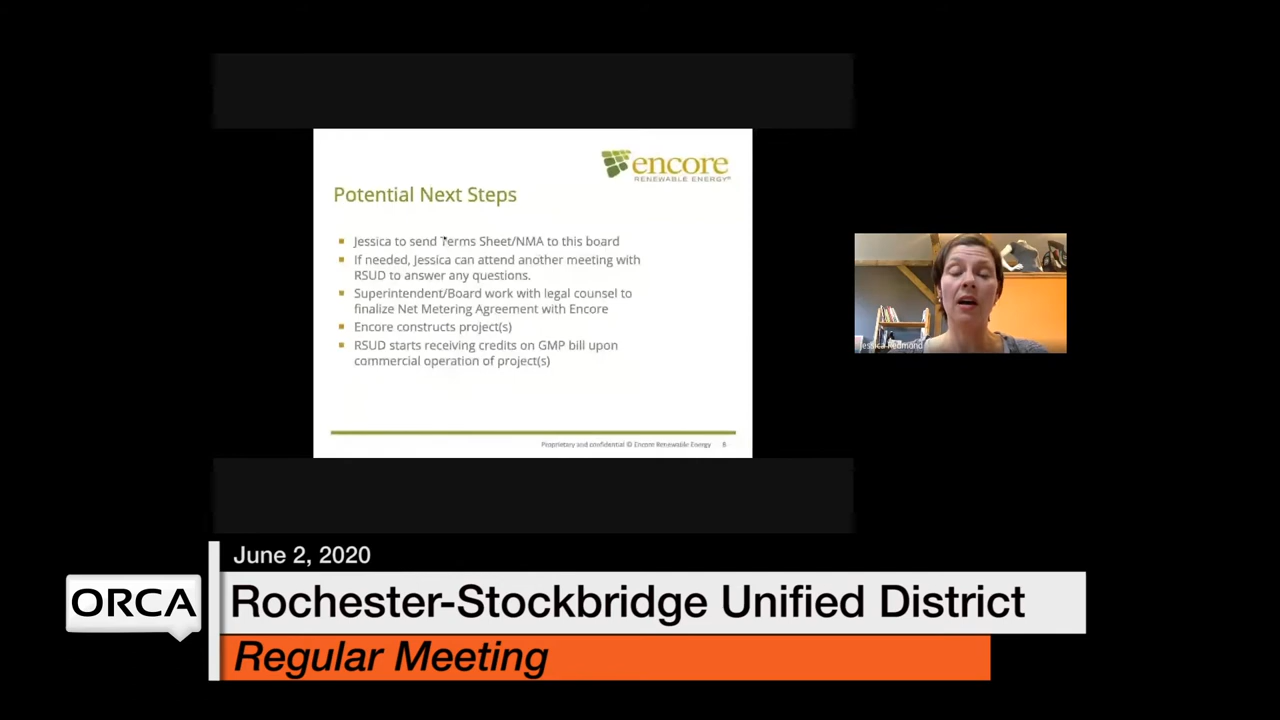 encore
RENEWABLE ENERGY
Potential Next Steps
Jessica to send Terms Sheet/NMA to this board
If needed, Jessica can attend another meeting with
RSUD to answer any questions.
Superintendent/Board work with legal counsel to
finalize Net Metering Agreement with Encore
Encore constructs project(s)
RSUD starts receiving credits on GMP bill upon
commercial operation of project(s)
Proprietary and confidential © Encore Renewable Energy 8
Jessica Redmond
June 2, 2020
ORCA
Rochester-Stockbridge Unified District
Regular Meeting